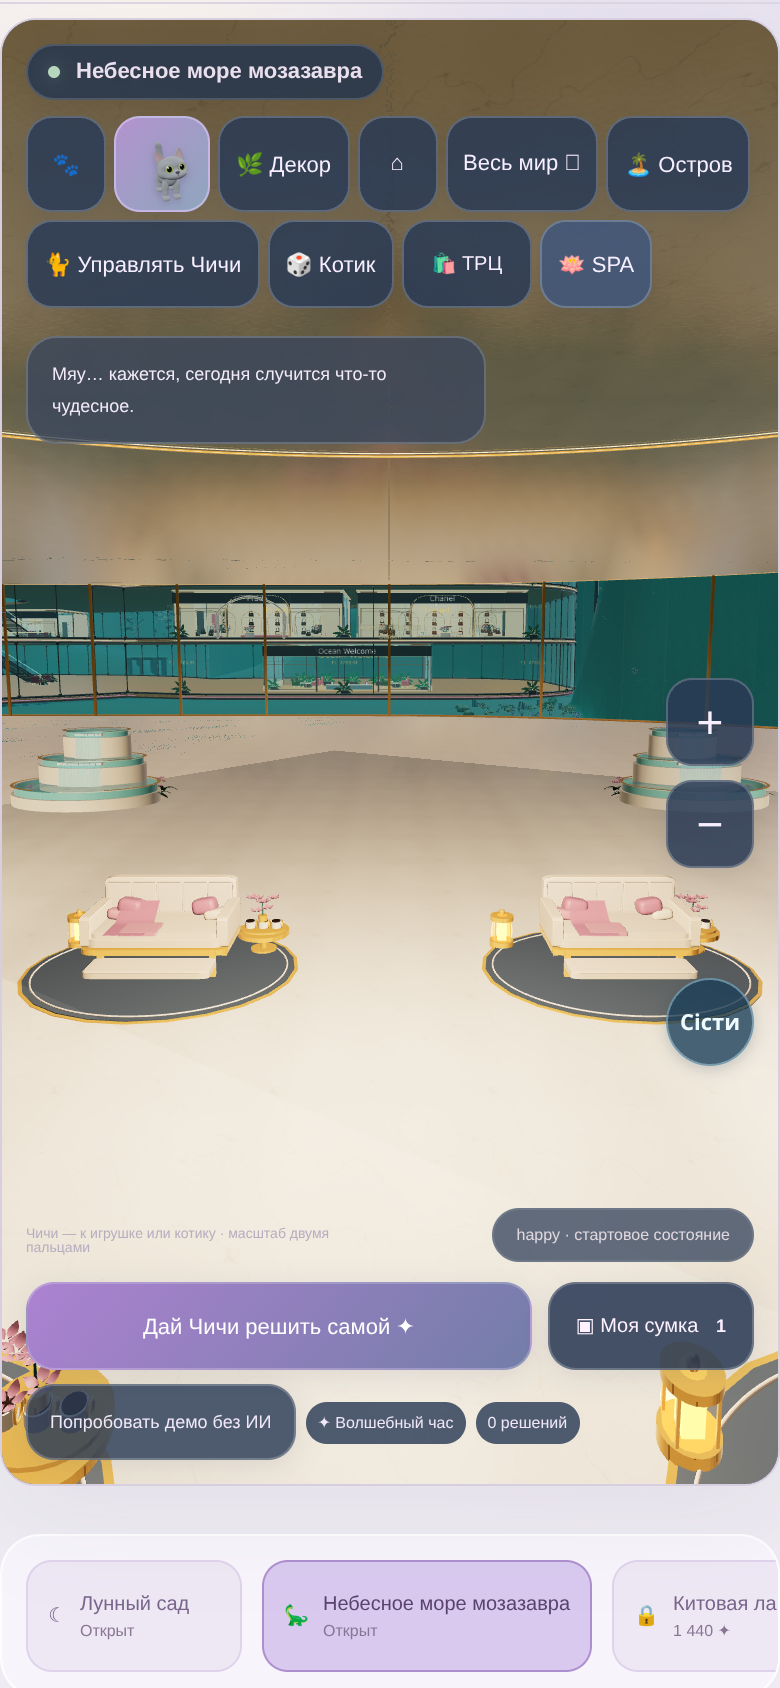 Небесное море мозазавра
Декор
Весь мир
Остров
Управлять Чичи
Котик
ТРЦ
SPA
Мяу… кажется, сегодня случится что-то
чудесное.
Chanel
Ocean Welcome
+
−
Сісти
Чичи — к игрушке или котику · масштаб двумя
пальцами
happy · стартовое состояние
Дай Чичи решить самой ✦
Моя сумка 1
Попробовать демо без ИИ
✦ Волшебный час
0 решений
Лунный сад
Открыт
Небесное море мозазавра
Открыт
Китовая ла
1 440 ✦